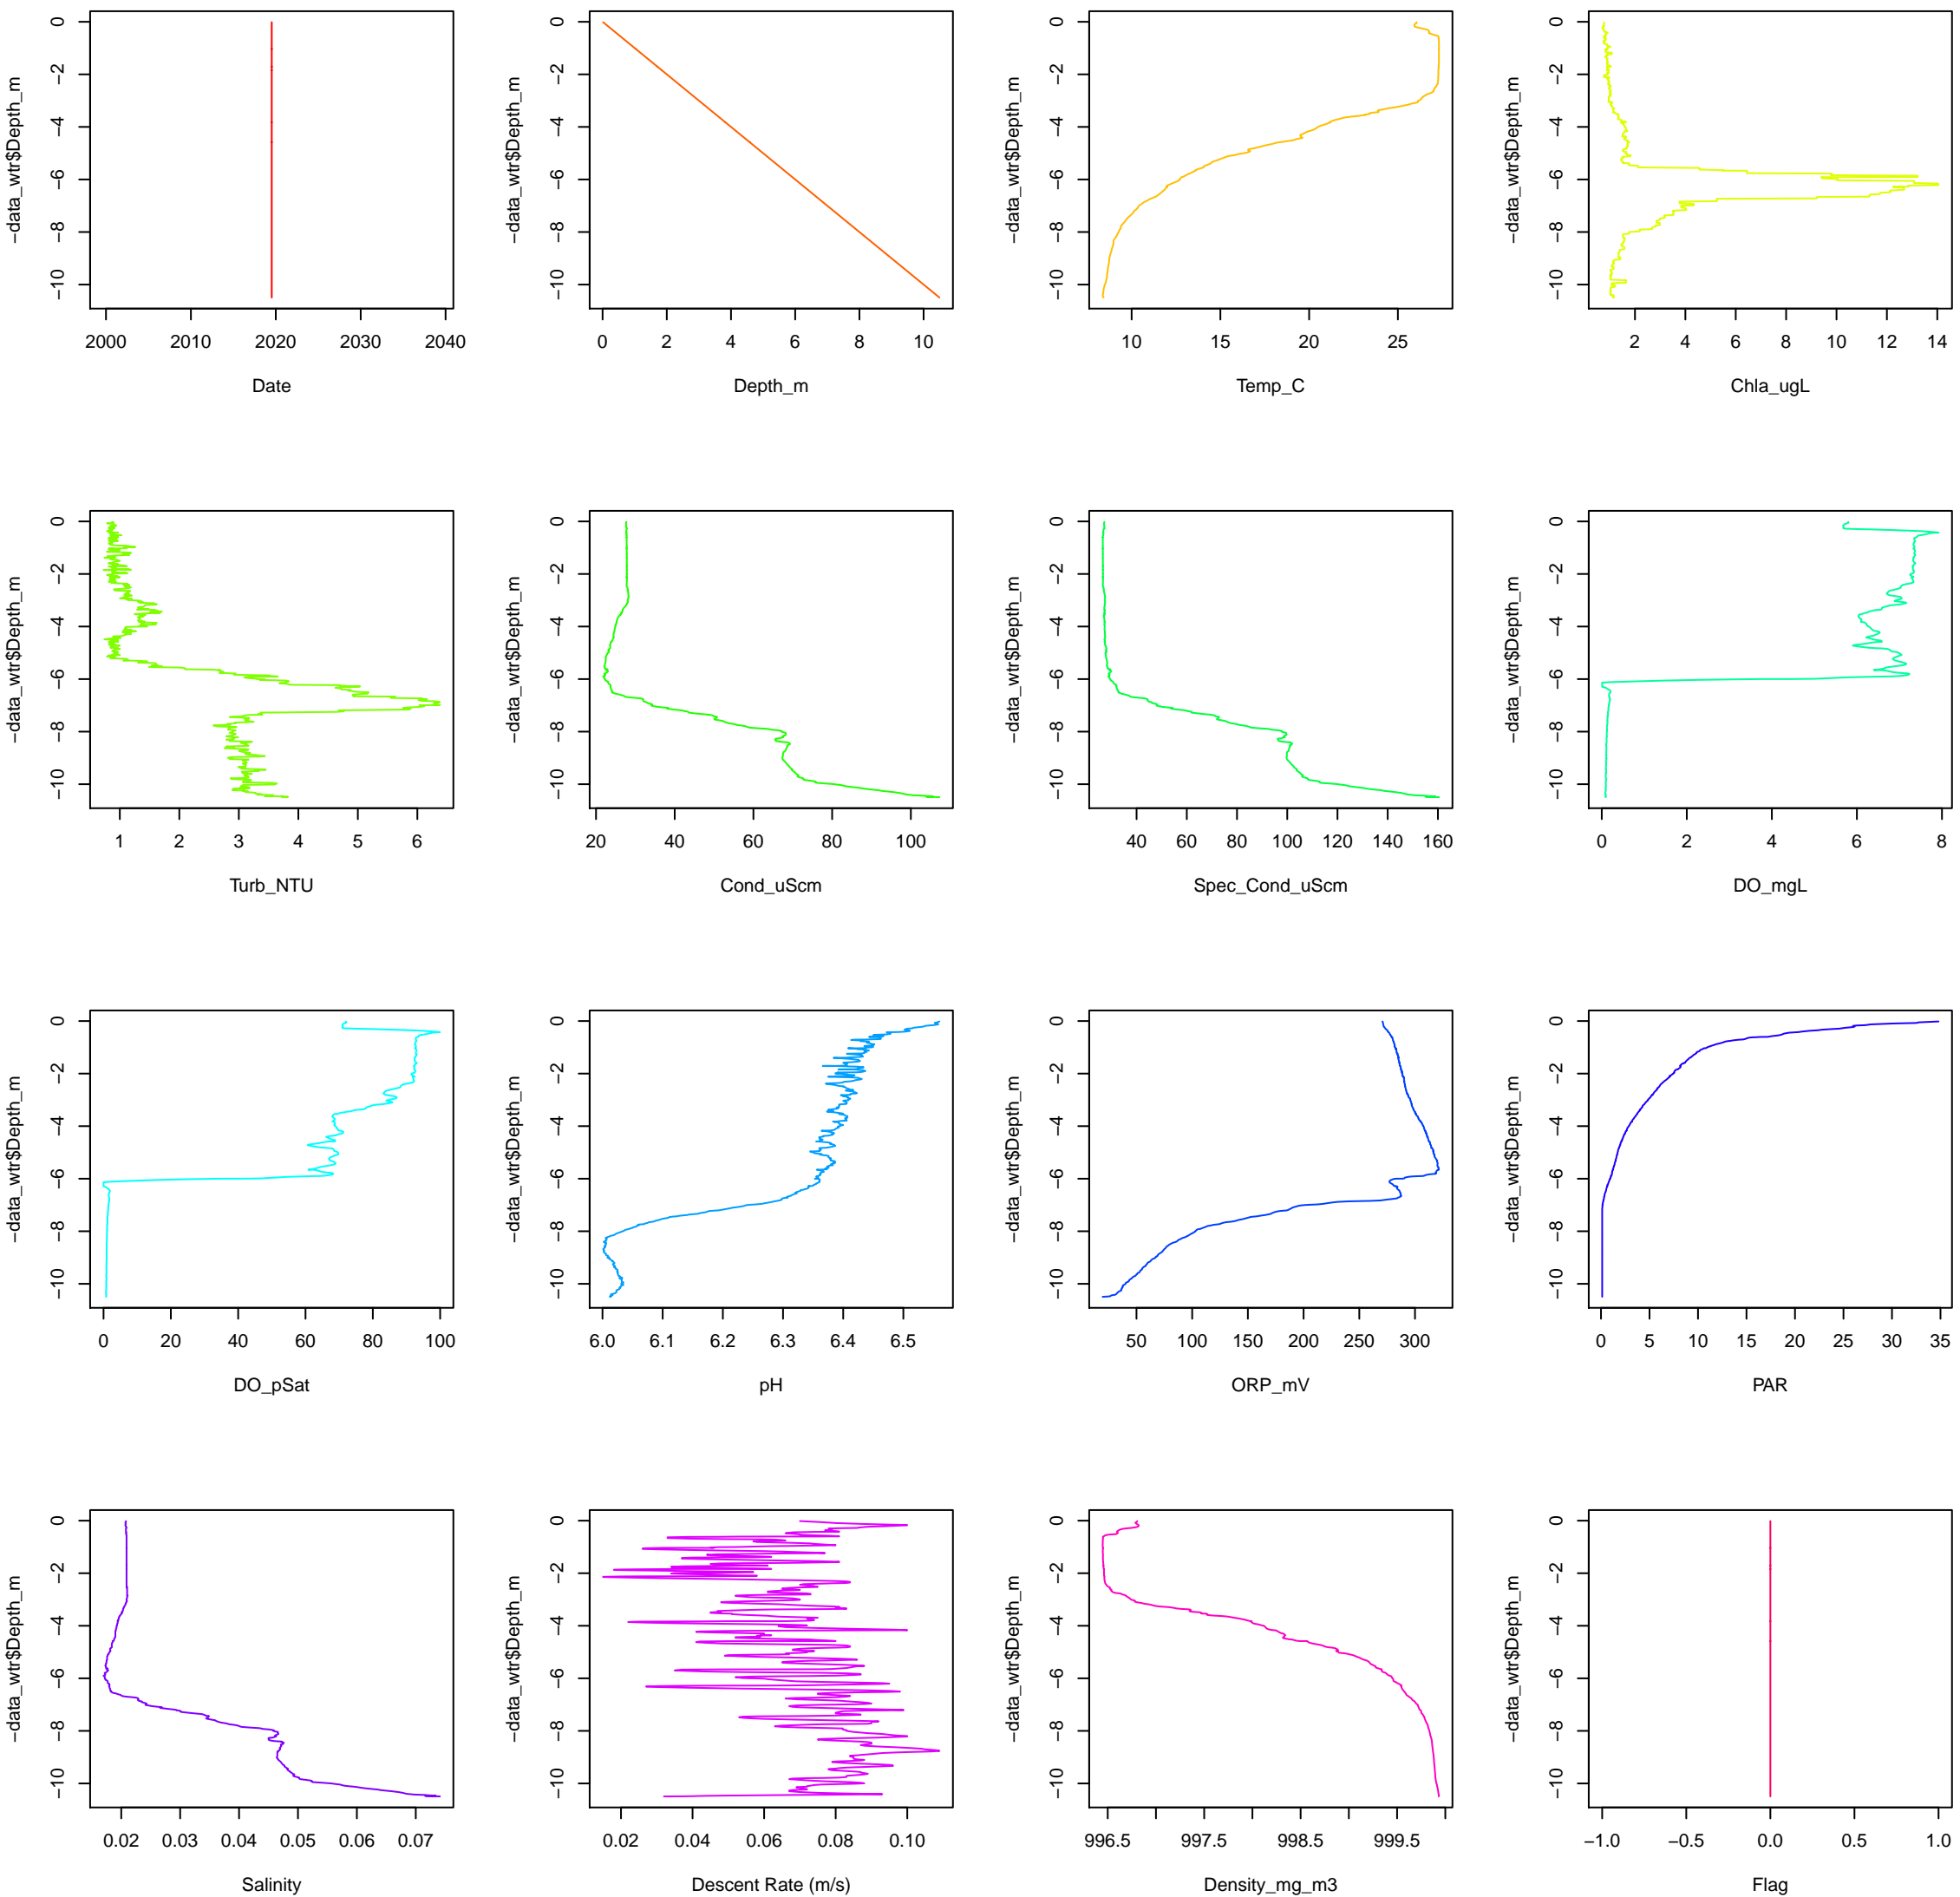 0
−2
−4
−6
−8
−10
−data_wtr$Depth_m
2000 2010 2020 2030 2040
Date
0
−2
−4
−6
−8
−10
−data_wtr$Depth_m
0 2 4 6 8 10
Depth_m
0
−2
−4
−6
−8
−10
−data_wtr$Depth_m
10 15 20 25
Temp_C
0
−2
−4
−6
−8
−10
−data_wtr$Depth_m
2 4 6 8 10 12 14
Chla_ugL
0
−2
−4
−6
−8
−10
−data_wtr$Depth_m
1 2 3 4 5 6
Turb_NTU
0
−2
−4
−6
−8
−10
−data_wtr$Depth_m
20 40 60 80 100
Cond_uScm
0
−2
−4
−6
−8
−10
−data_wtr$Depth_m
40 60 80 100 120 140 160
Spec_Cond_uScm
0
−2
−4
−6
−8
−10
−data_wtr$Depth_m
0 2 4 6 8
DO_mgL
0
−2
−4
−6
−8
−10
−data_wtr$Depth_m
0 20 40 60 80 100
DO_pSat
0
−2
−4
−6
−8
−10
−data_wtr$Depth_m
6.0 6.1 6.2 6.3 6.4 6.5
pH
0
−2
−4
−6
−8
−10
−data_wtr$Depth_m
50 100 150 200 250 300
ORP_mV
0
−2
−4
−6
−8
−10
−data_wtr$Depth_m
0 5 10 15 20 25 30 35
PAR
0
−2
−4
−6
−8
−10
−data_wtr$Depth_m
0.02 0.03 0.04 0.05 0.06 0.07
Salinity
0
−2
−4
−6
−8
−10
−data_wtr$Depth_m
0.02 0.04 0.06 0.08 0.10
Descent Rate (m/s)
0
−2
−4
−6
−8
−10
−data_wtr$Depth_m
996.5 997.5 998.5 999.5
Density_mg_m3
0
−2
−4
−6
−8
−10
−data_wtr$Depth_m
−1.0 −0.5 0.0 0.5 1.0
Flag